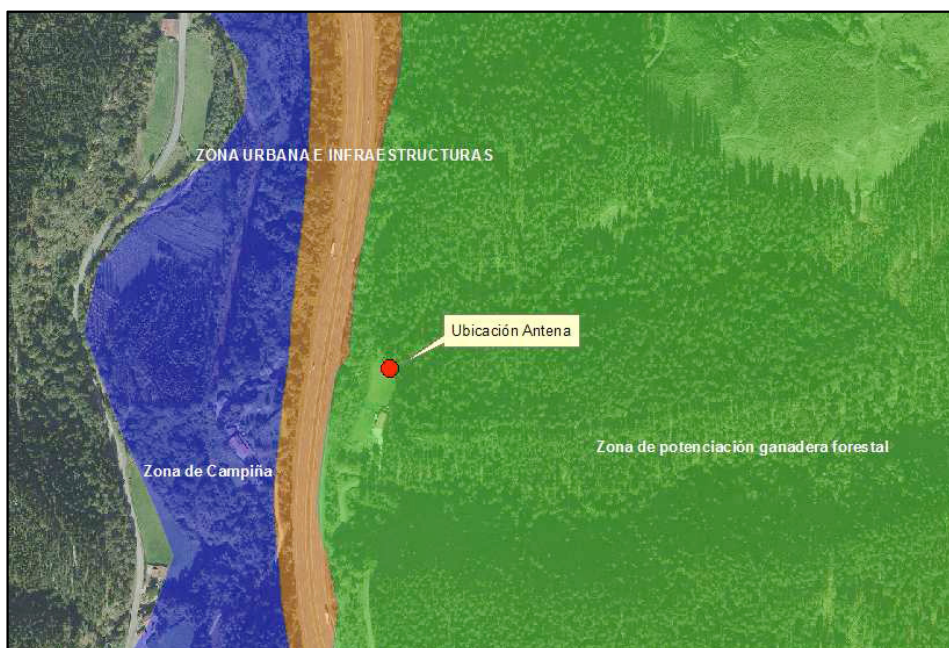 ZONA URBANA E INFRAESTRUCTURAS
Ubicación Antena
Zona de potenciación ganadera forestal
Zona de Campiña